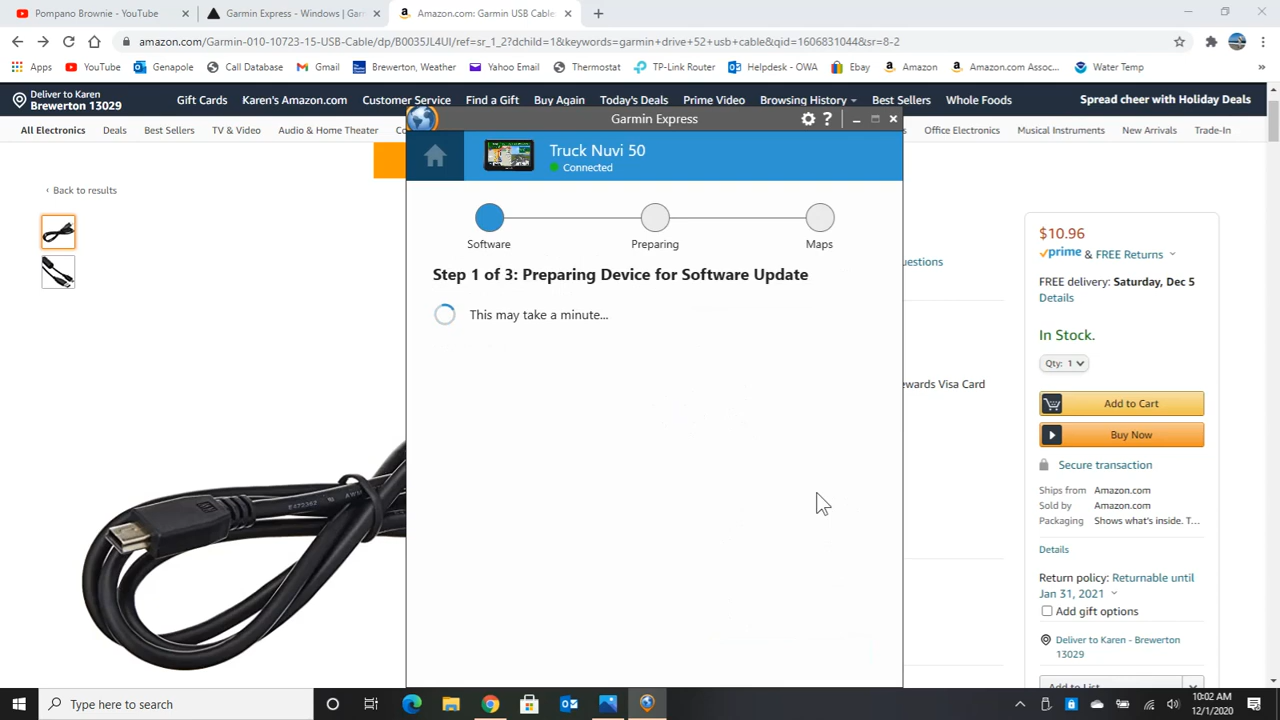 Pompano Brownie - YouTube
Garmin Express - Windows | Garm
Amazon.com: Garmin USB Cable
amazon.com/Garmin-010-10723-15-USB-Cable/dp/B0035JL4UI/ref=sr_1_2?dchild=1&keywords=garmin+drive+52+usb+cable&qid=1606831044&sr=8-2
Apps YouTube Genapole Call Database Gmail Brewerton, Weather Yahoo Email Thermostat TP-Link Router Helpdesk - OWA Ebay Amazon Amazon.com Assoc... Water Temp
Deliver to Karen
Brewerton 13029
Gift Cards Karen's Amazon.com Customer Service Find a Gift Buy Again Today's Deals Prime Video Browsing History Best Sellers Whole Foods Spread cheer with Holiday Deals
All Electronics Deals Best Sellers TV & Video Audio & Home Theater Office Electronics Musical Instruments New Arrivals Trade-In
Garmin Express
?
Truck Nuvi 50
Connected
‹ Back to results
Software Preparing Maps
Step 1 of 3: Preparing Device for Software Update
This may take a minute...
uestions
ewards Visa Card
$10.96
prime & FREE Returns
FREE delivery: Saturday, Dec 5
Details
In Stock.
Qty: 1
Add to Cart
Buy Now
Secure transaction
Ships from Amazon.com
Sold by Amazon.com
Packaging Shows what's inside. T...
Details
Return policy: Returnable until
Jan 31, 2021
Add gift options
Deliver to Karen - Brewerton
13029
Add to List
AWM
E472362
Type here to search
10:02 AM
12/1/2020